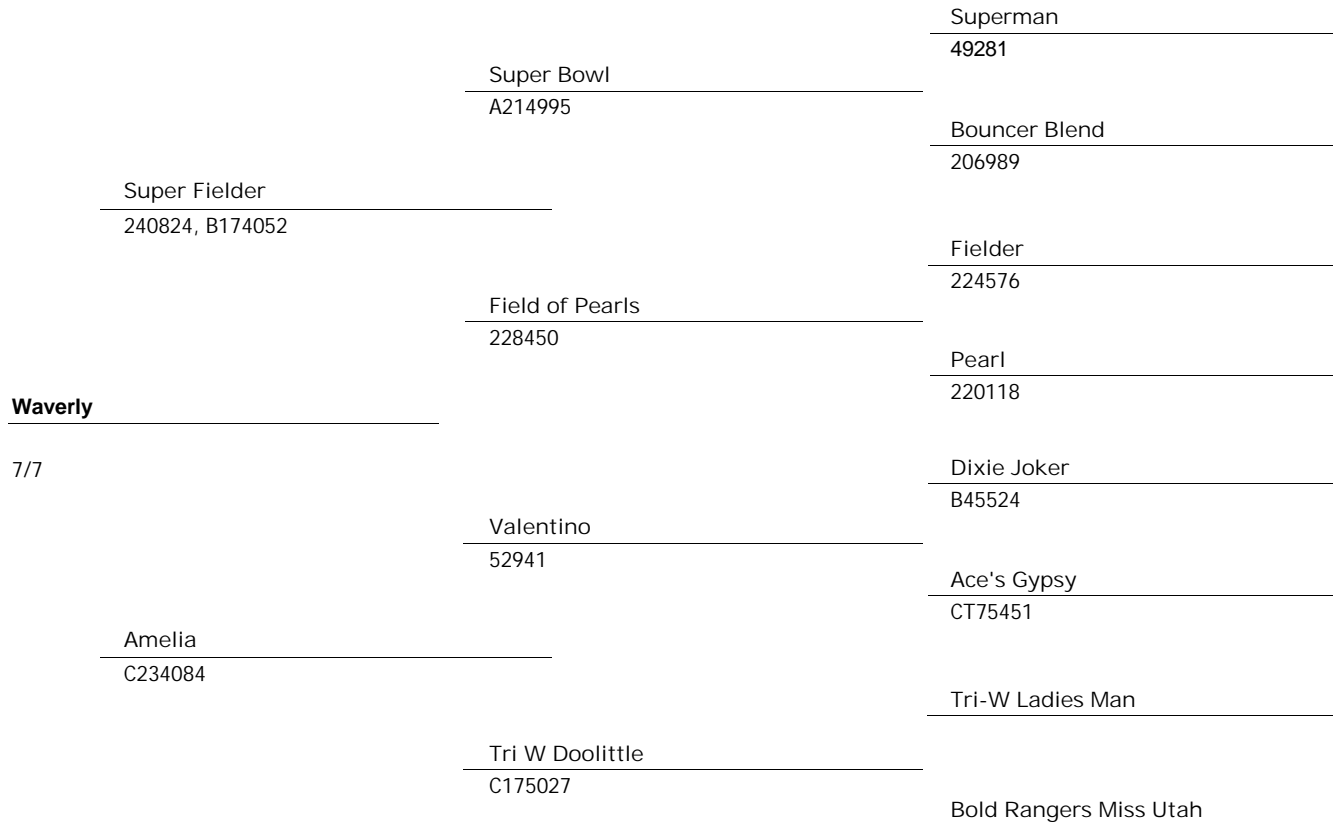 Superman
49281
Super Bowl
A214995
Bouncer Blend
206989
Super Fielder
240824, B174052
Fielder
224576
Field of Pearls
228450
Pearl
220118
Waverly
7/7
Dixie Joker
B45524
Valentino
52941
Ace's Gypsy
CT75451
Amelia
C234084
Tri-W Ladies Man
Tri W Doolittle
C175027
Bold Rangers Miss Utah